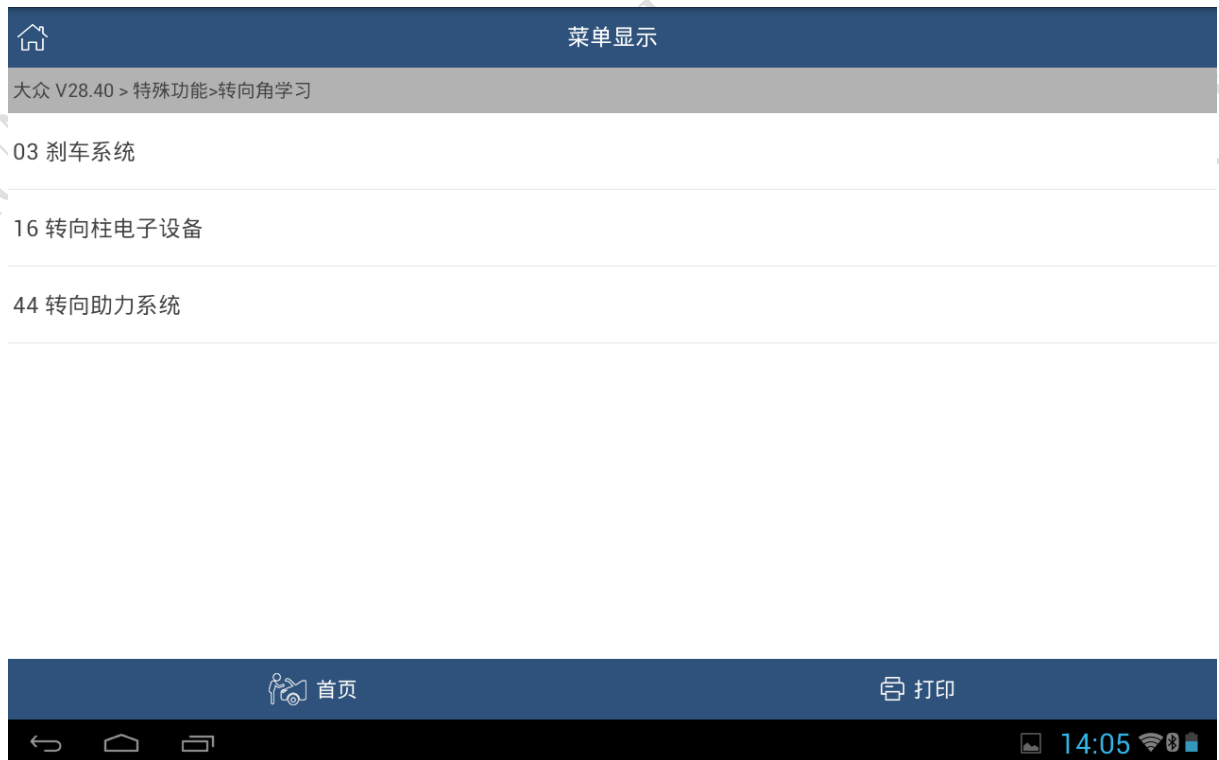 菜单显示
大众 V28.40 > 特殊功能>转向角学习
03 刹车系统
16 转向柱电子设备
44 转向助力系统
首页
打印
14:05